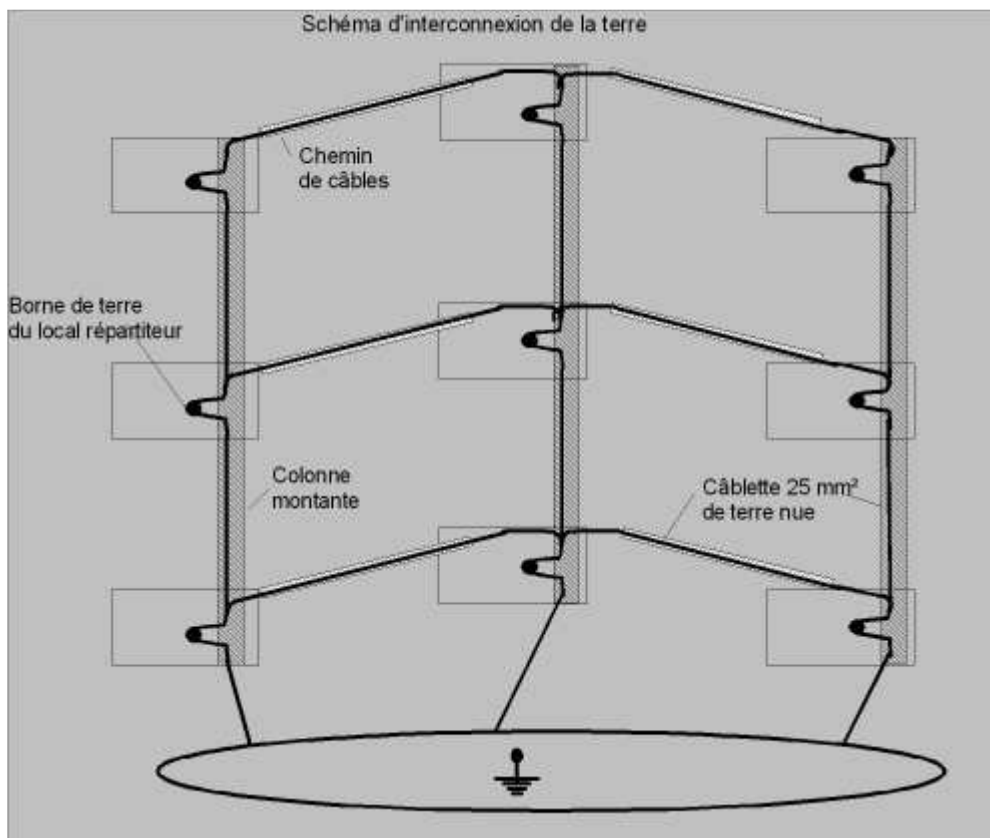 Schéma d'interconnexion de la terre
Chemin
de câbles
Borne de terre
du local répartiteur
Colonne
montante
Câblette 25 mm²
de terre nue